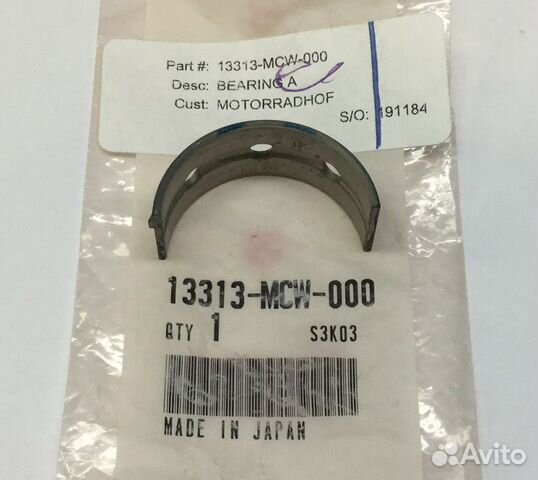 Part #: 13313-MCW-000
Desc: BEARING A
Cust: MOTORRADHOF
S/O: 191184
13313-MCW-000
QTY 1 S3K03
MADE IN JAPAN
Avito